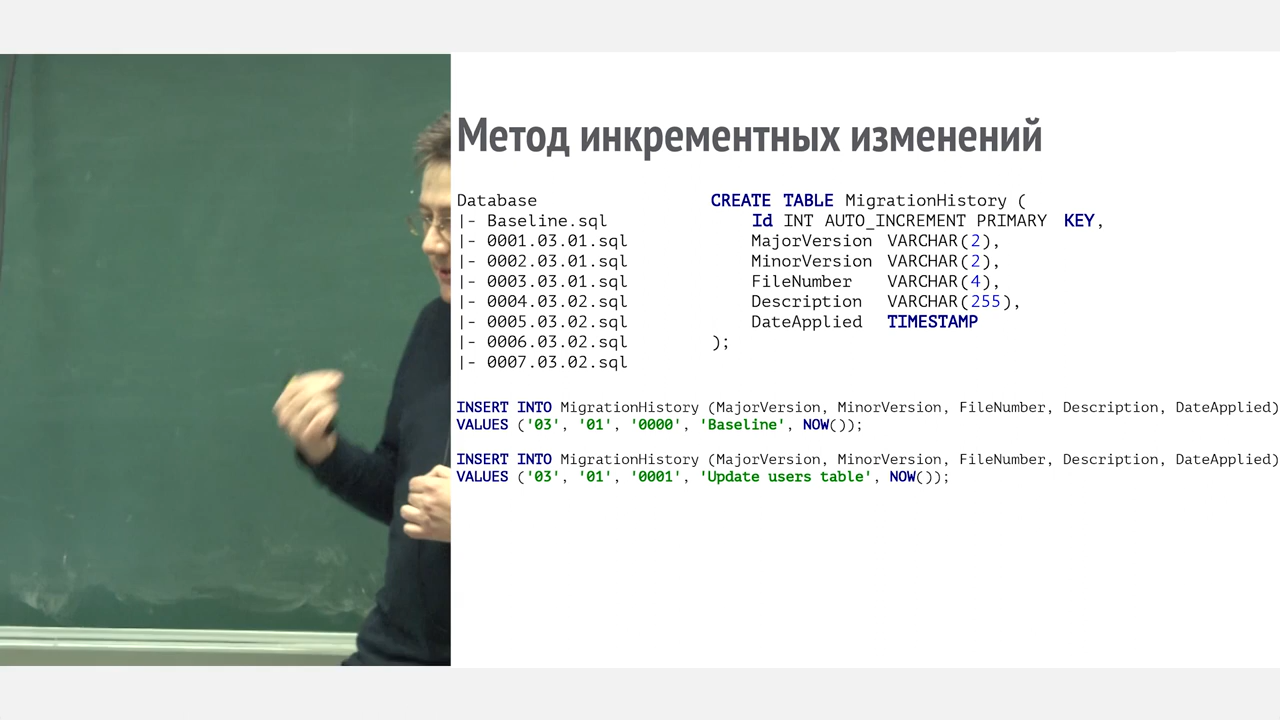 Метод инкрементных изменений
Database
|- Baseline.sql
|- 0001.03.01.sql
|- 0002.03.01.sql
|- 0003.03.01.sql
|- 0004.03.02.sql
|- 0005.03.02.sql
|- 0006.03.02.sql
|- 0007.03.02.sql
CREATE TABLE MigrationHistory (
Id INT AUTO_INCREMENT PRIMARY KEY,
MajorVersion VARCHAR(2),
MinorVersion VARCHAR(2),
FileNumber VARCHAR(4),
Description VARCHAR(255),
DateApplied TIMESTAMP
);
INSERT INTO MigrationHistory (MajorVersion, MinorVersion, FileNumber, Description, DateApplied)
VALUES ('03', '01', '0000', 'Baseline', NOW());
INSERT INTO MigrationHistory (MajorVersion, MinorVersion, FileNumber, Description, DateApplied)
VALUES ('03', '01', '0001', 'Update users table', NOW());